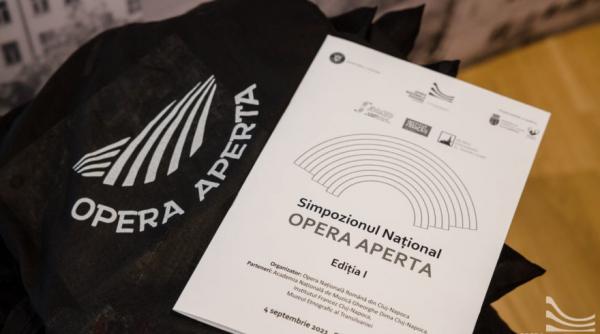 OPERA APERTA
Simpozionul Național
OPERA APERTA
Ediția I
Organizator: Opera Națională Română din Cluj-Napoca
Parteneri: Academia Națională de Muzică Gheorghe Dima Cluj-Napoca
Institutul Francez Cluj-Napoca
Muzeul Etnografic al Transilvaniei
4 septembrie